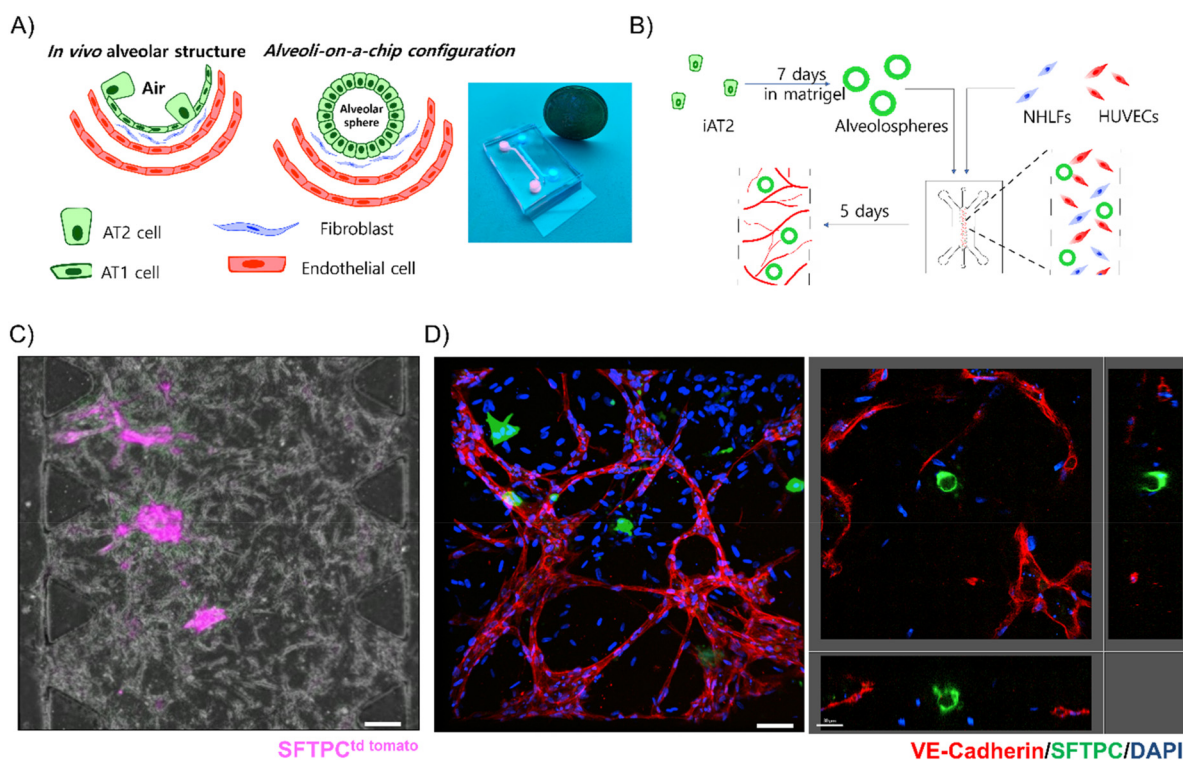 A)
In vivo alveolar structure
Alveoli-on-a-chip configuration
Air
Alveolar
sphere
AT2 cell
Fibroblast
AT1 cell
Endothelial cell
B)
7 days
in matrigel
iAT2
Alveolospheres
NHLFs
HUVECs
5 days
C)
SFTPCtd tomato
D)
VE-Cadherin/SFTPC/DAPI